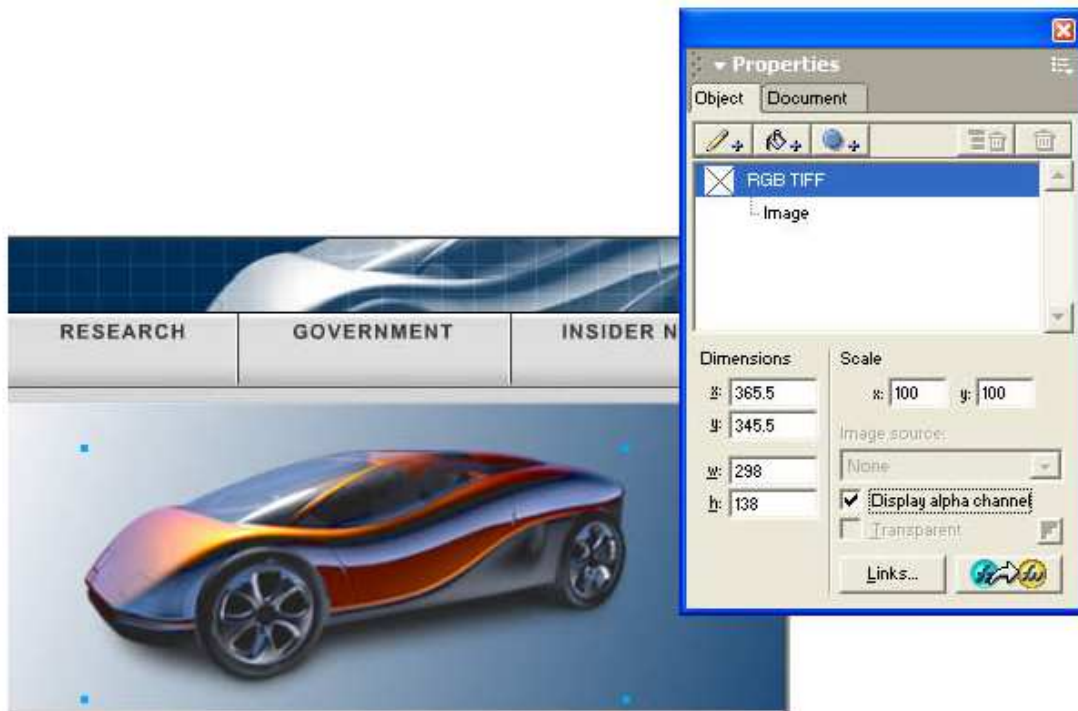 Properties
Object Document
RGB TIFF
Image
RESEARCH GOVERNMENT INSIDER N
Dimensions Scale
x: 365.5 x: 100 y: 100
y: 345.5
Image source:
None
w: 298
h: 138
Display alpha channel
Transparent
Links...